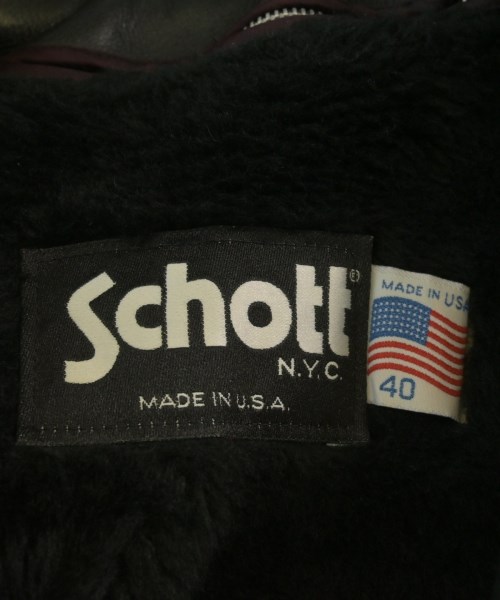 Schott®
N.Y.C.
MADE IN U.S.A.
MADE IN USA
40